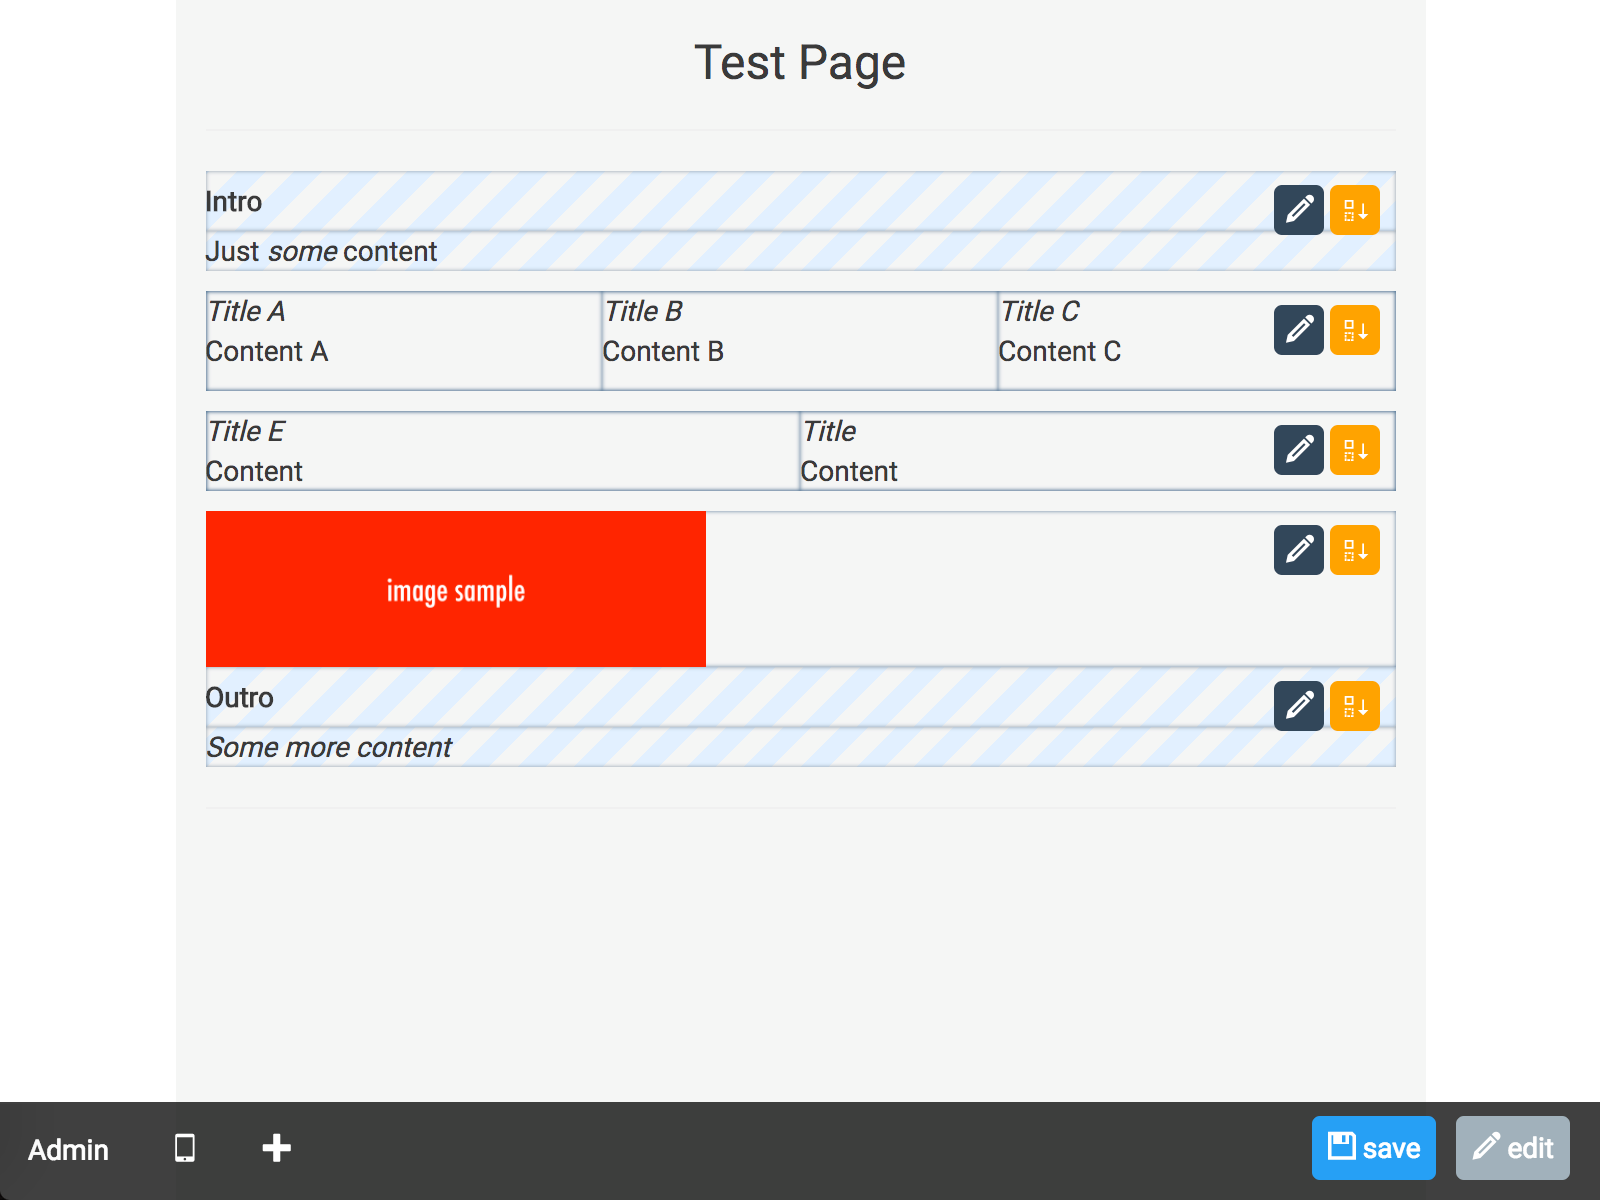 Test Page
Intro
Just some content
Title A Title B Title C
Content A Content B Content C
Title E Title
Content Content
image sample
Outro
Some more content
Admin save edit